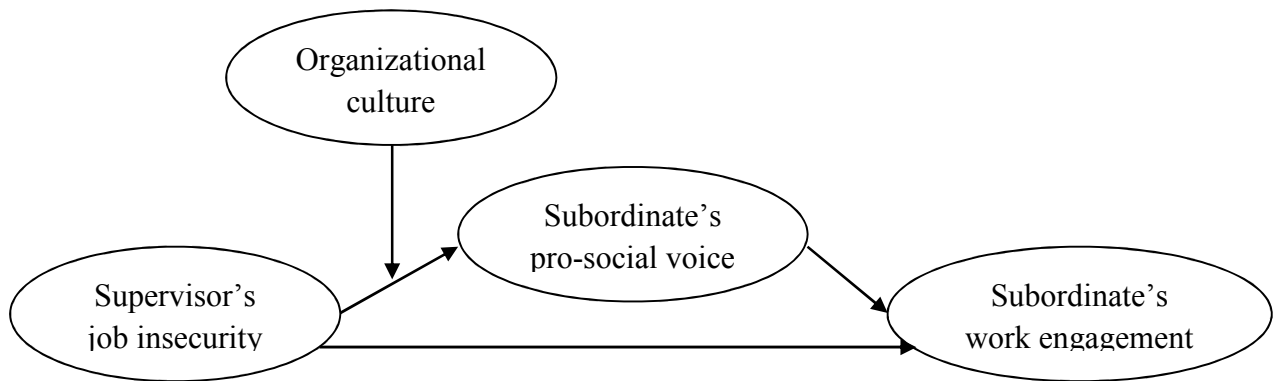 Organizational
culture
Subordinate’s
pro-social voice
Supervisor’s
job insecurity
Subordinate’s
work engagement